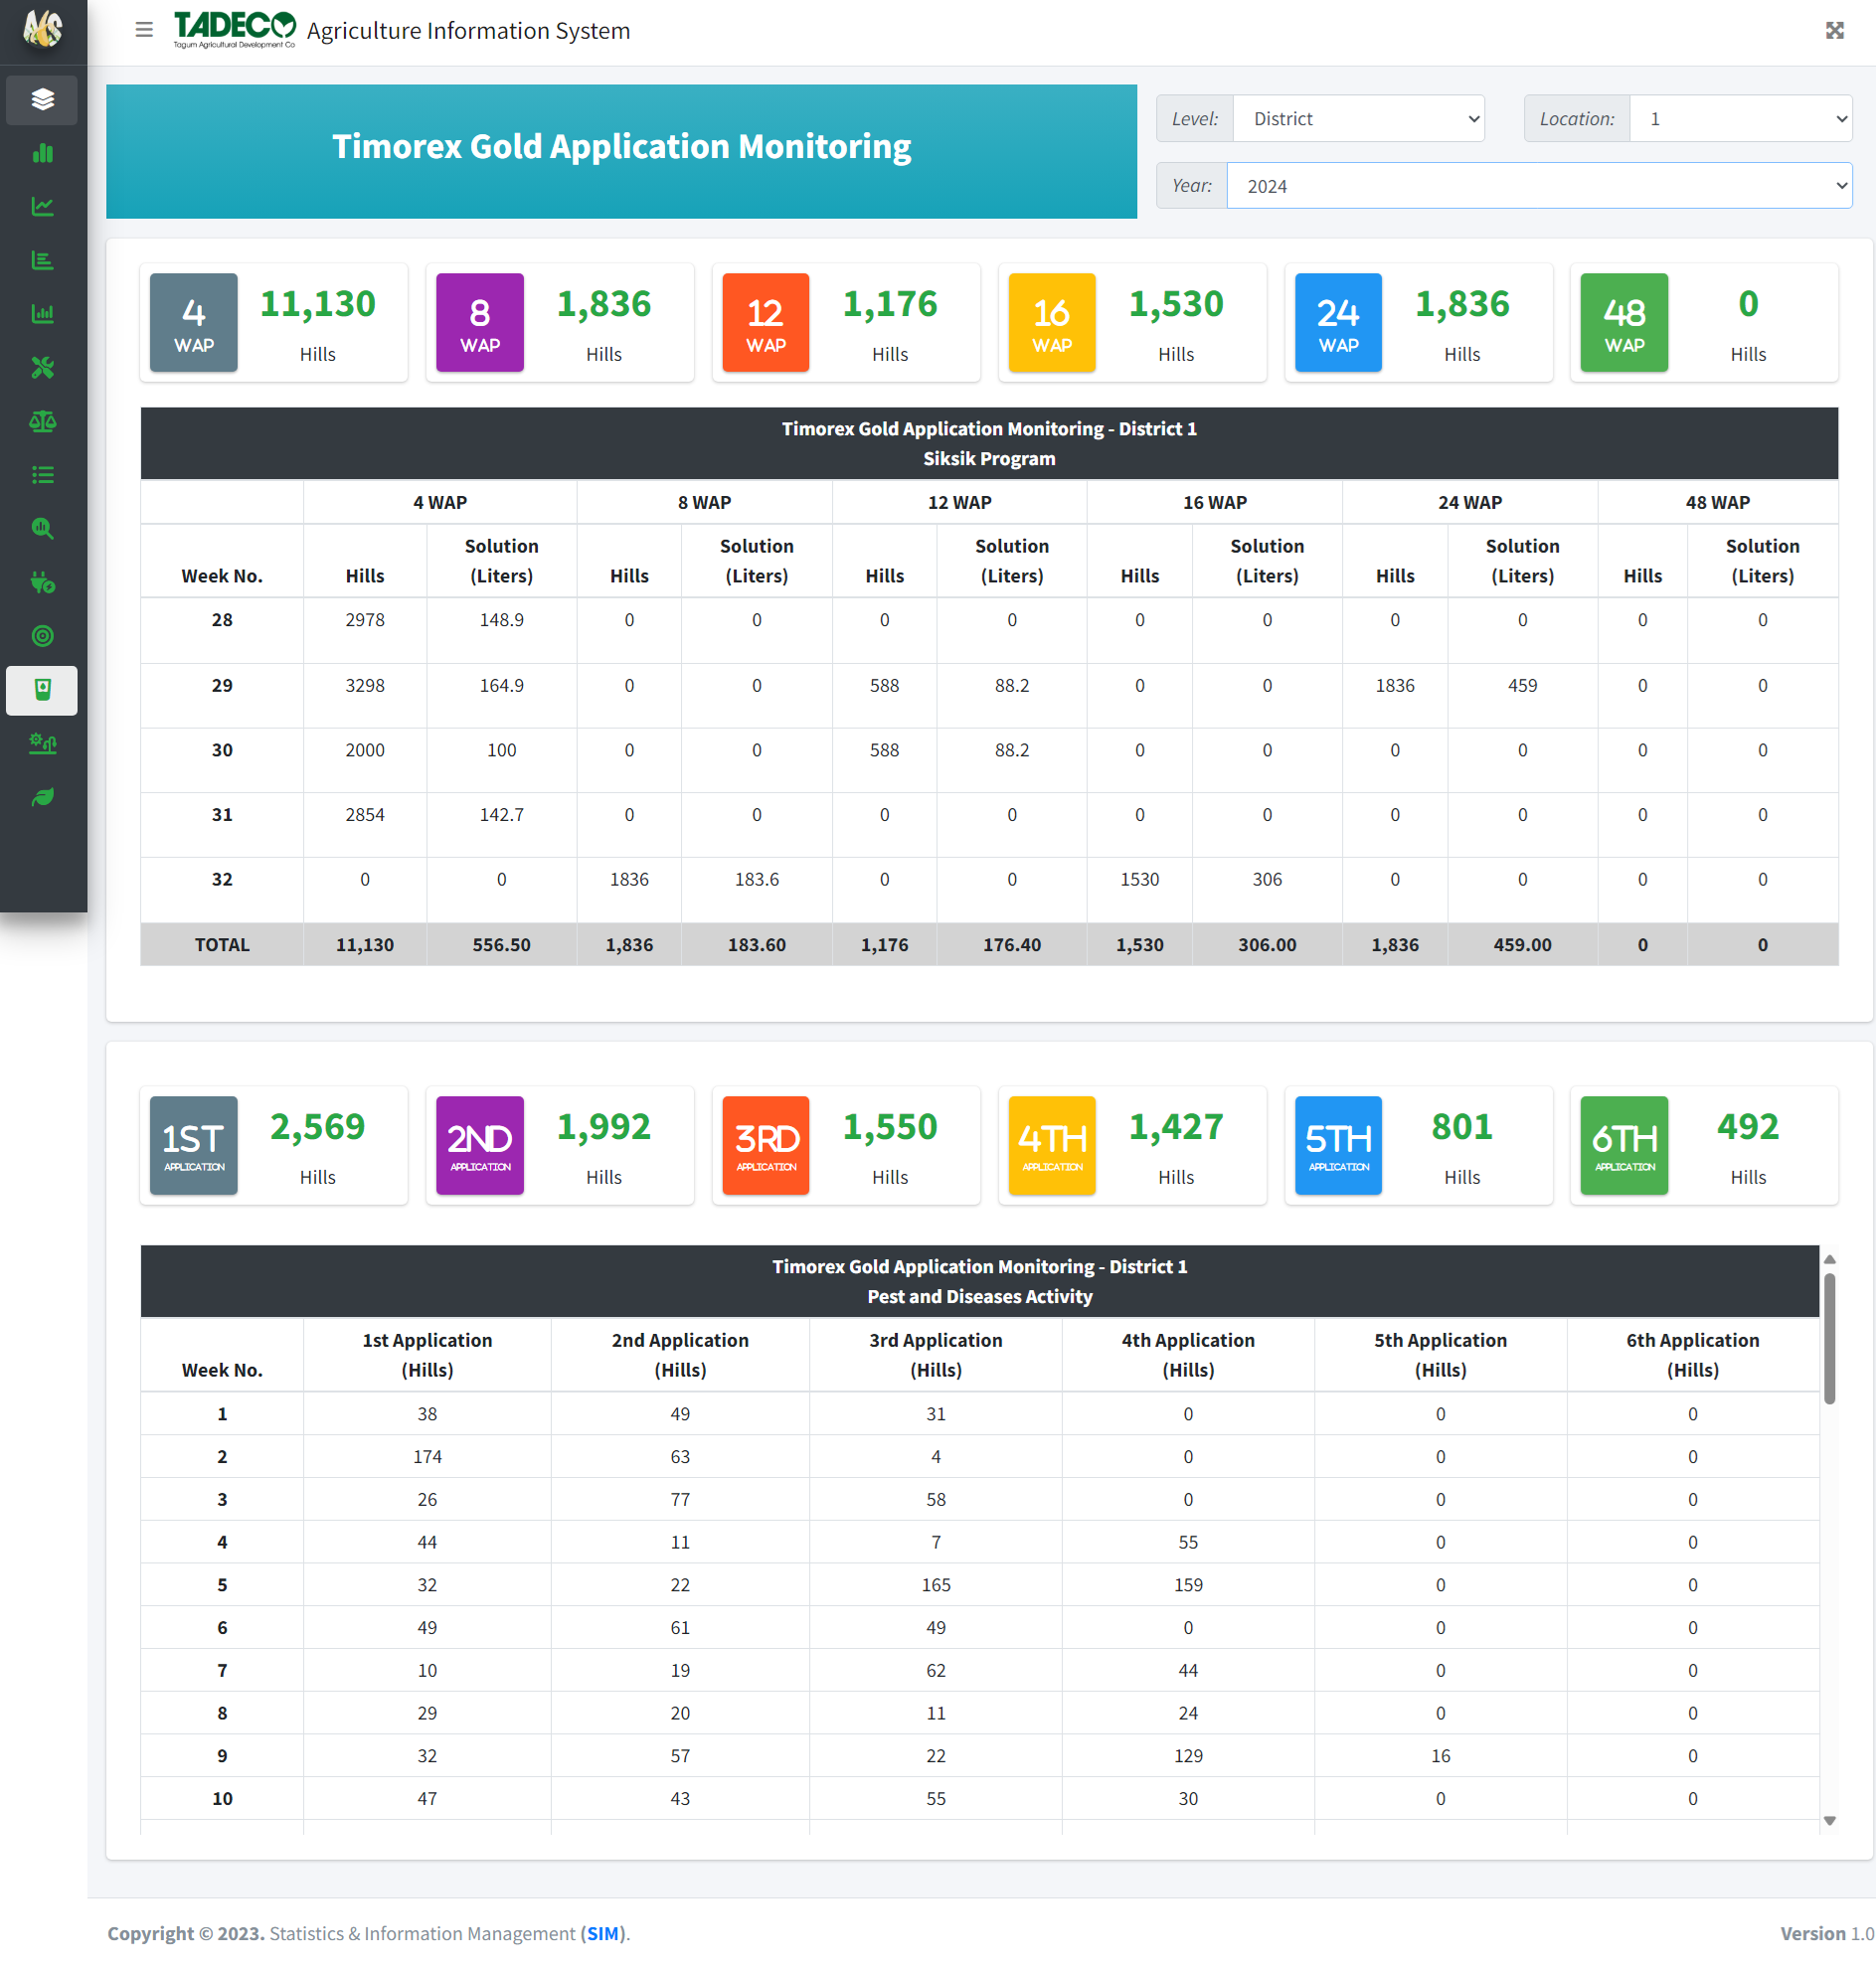 AIS
TADECO
Tagum Agricultural Development Co
Agriculture Information System
Timorex Gold Application Monitoring
Level: District
Location: 1
Year: 2024
4 WAP 11,130 Hills
8 WAP 1,836 Hills
12 WAP 1,176 Hills
16 WAP 1,530 Hills
24 WAP 1,836 Hills
48 WAP 0 Hills
Timorex Gold Application Monitoring - District 1
Siksik Program
4 WAP 8 WAP 12 WAP 16 WAP 24 WAP 48 WAP
Week No. Hills Solution (Liters) Hills Solution (Liters) Hills Solution (Liters) Hills Solution (Liters) Hills Solution (Liters) Hills Solution (Liters)
28 2978 148.9 0 0 0 0 0 0 0 0 0 0
29 3298 164.9 0 0 588 88.2 0 0 1836 459 0 0
30 2000 100 0 0 588 88.2 0 0 0 0 0 0
31 2854 142.7 0 0 0 0 0 0 0 0 0 0
32 0 0 1836 183.6 0 0 1530 306 0 0 0 0
TOTAL 11,130 556.50 1,836 183.60 1,176 176.40 1,530 306.00 1,836 459.00 0 0
1ST APPLICATION 2,569 Hills
2ND APPLICATION 1,992 Hills
3RD APPLICATION 1,550 Hills
4TH APPLICATION 1,427 Hills
5TH APPLICATION 801 Hills
6TH APPLICATION 492 Hills
Timorex Gold Application Monitoring - District 1
Pest and Diseases Activity
Week No. 1st Application (Hills) 2nd Application (Hills) 3rd Application (Hills) 4th Application (Hills) 5th Application (Hills) 6th Application (Hills)
1 38 49 31 0 0 0
2 174 63 4 0 0 0
3 26 77 58 0 0 0
4 44 11 7 55 0 0
5 32 22 165 159 0 0
6 49 61 49 0 0 0
7 10 19 62 44 0 0
8 29 20 11 24 0 0
9 32 57 22 129 16 0
10 47 43 55 30 0 0
Copyright © 2023. Statistics & Information Management (SIM).
Version 1.0